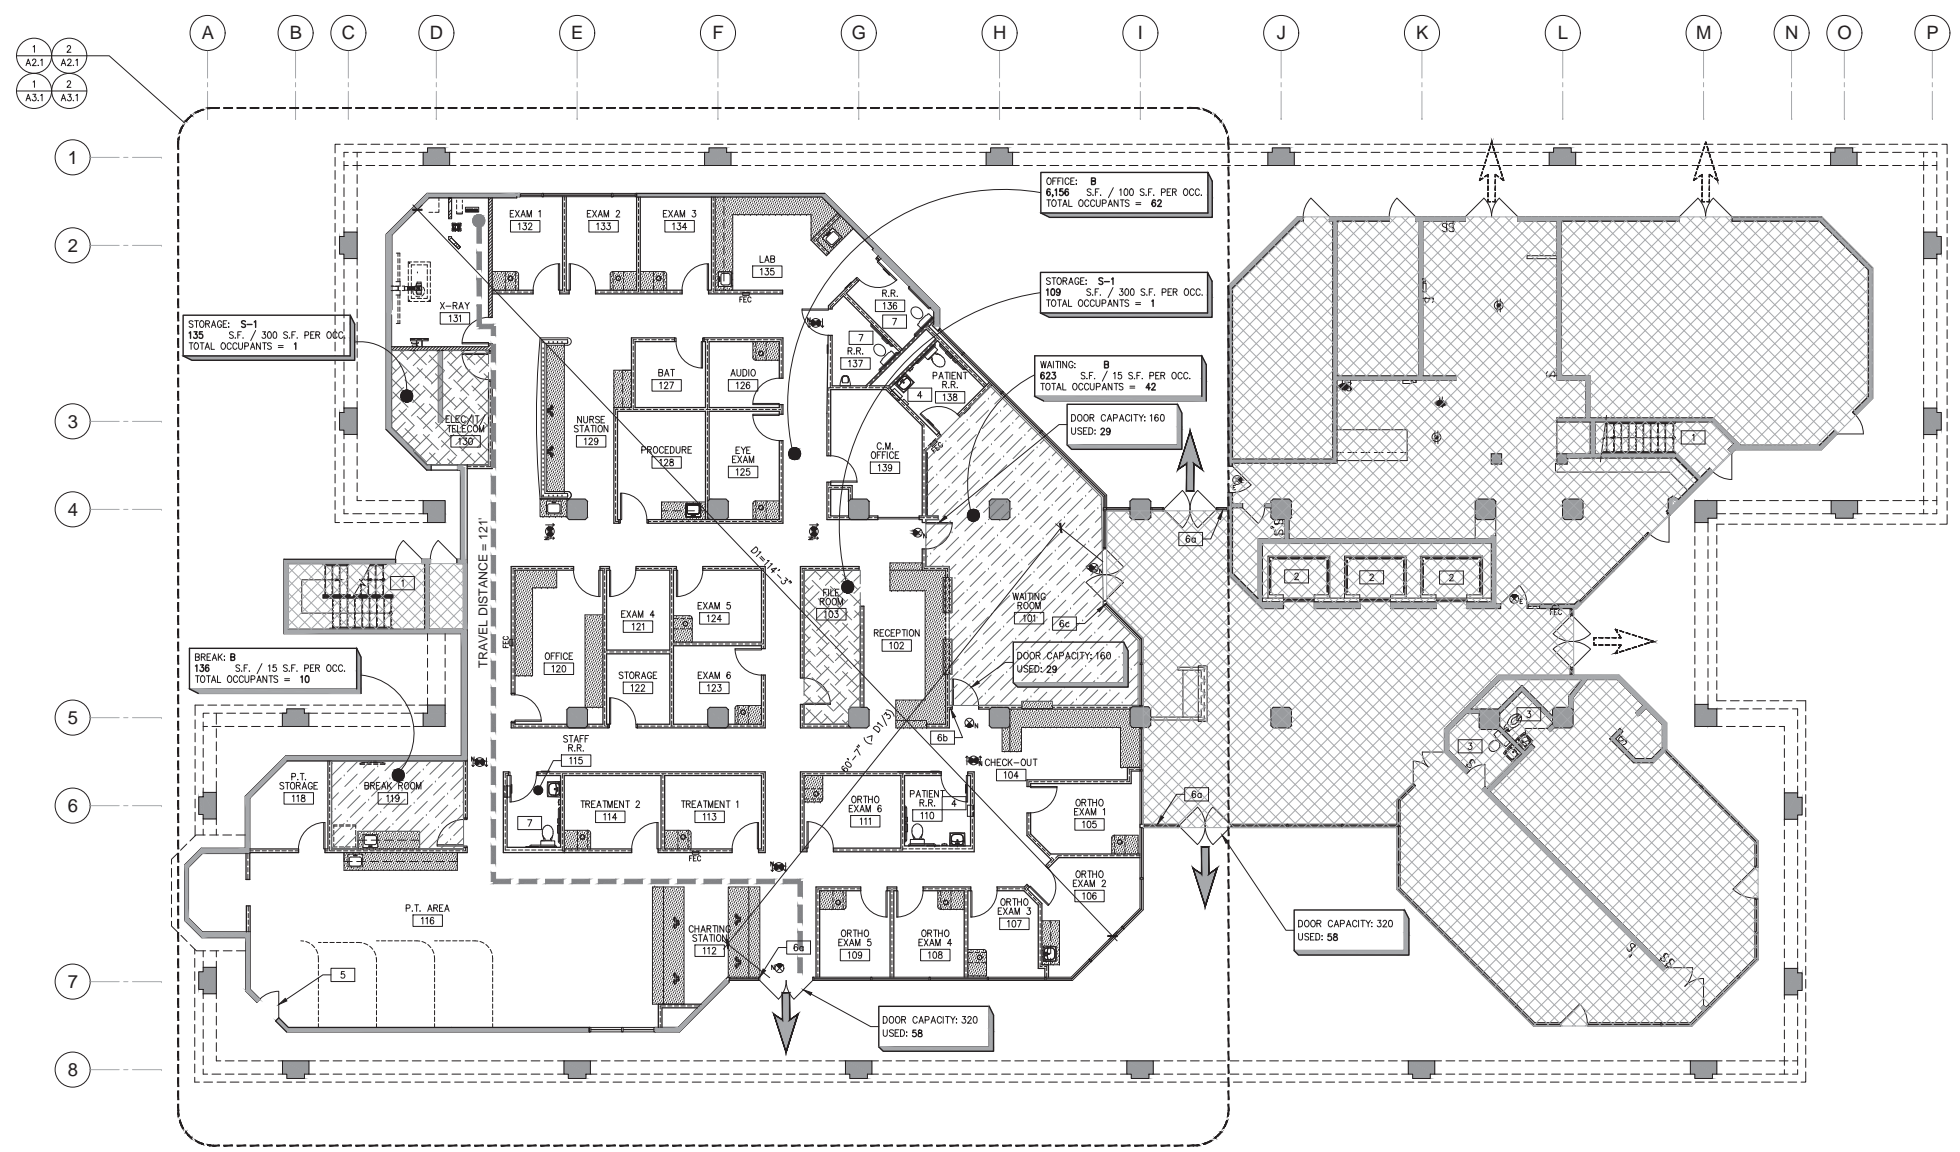 A B C D E F G H I J K L M N O P
1 2
A2.1 A2.1
1 2
A3.1 A3.1
1
2
3
4
5
6
7
8
OFFICE: B
6,156 S.F. / 100 S.F. PER OCC.
TOTAL OCCUPANTS = 62
STORAGE: S-1
109 S.F. / 300 S.F. PER OCC.
TOTAL OCCUPANTS = 1
WAITING: B
623 S.F. / 15 S.F. PER OCC.
TOTAL OCCUPANTS = 42
DOOR CAPACITY: 160
USED: 29
STORAGE: S-1
135 S.F. / 300 S.F. PER OCC.
TOTAL OCCUPANTS = 1
BREAK: B
136 S.F. / 15 S.F. PER OCC.
TOTAL OCCUPANTS = 10
DOOR CAPACITY: 160
USED: 29
DOOR CAPACITY: 320
USED: 58
DOOR CAPACITY: 320
USED: 58
EXAM 1
132
EXAM 2
133
EXAM 3
134
LAB
135
FEC
R.R.
136
7
7
R.R.
137
X-RAY
131
PATIENT
R.R.
138
4
BAT
127
AUDIO
126
ELEC/IT/
TELECOM
130
NURSE
STATION
129
PROCEDURE
128
EYE
EXAM
125
C.M.
OFFICE
139
FEC
TRAVEL DISTANCE = 121'
D1=114'-3"
60'-7" (> D1/3)
1
1
2
2
2
6a
FEC
FEC
OFFICE
120
EXAM 4
121
EXAM 5
124
STORAGE
122
EXAM 6
123
FILE
ROOM
103
RECEPTION
102
WAITING
ROOM
101
6c
6b
STAFF
R.R.
115
7
TREATMENT 2
114
TREATMENT 1
113
FEC
ORTHO
EXAM 6
111
PATIENT
R.R.
110
4
CHECK-OUT
104
ORTHO
EXAM 1
105
6a
3
3
P.T.
STORAGE
118
BREAK ROOM
119
P.T. AREA
116
5
CHARTING
STATION
112
6a
ORTHO
EXAM 5
109
ORTHO
EXAM 4
108
ORTHO
EXAM 3
107
ORTHO
EXAM 2
106